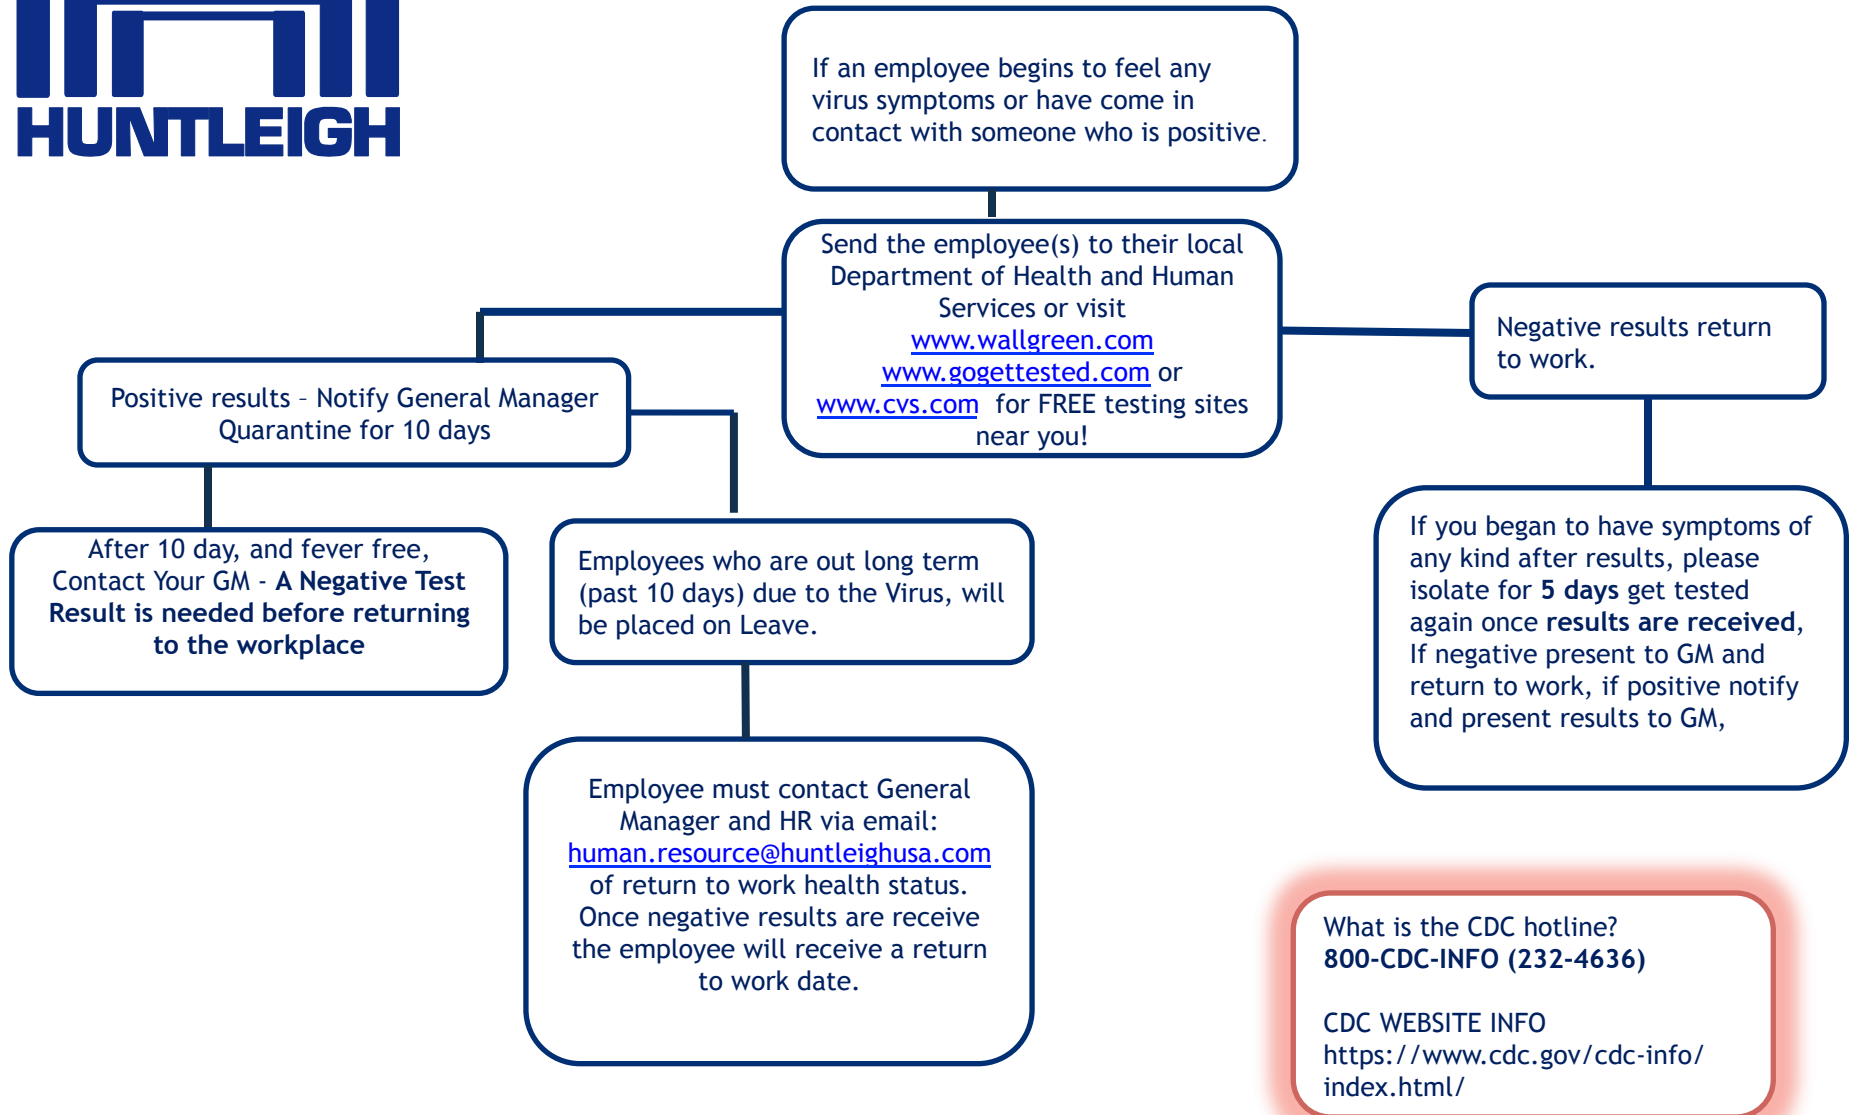 HUNTLEIGH
If an employee begins to feel any
virus symptoms or have come in
contact with someone who is positive.
Send the employee(s) to their local
Department of Health and Human
Services or visit
www.wallgreen.com
www.gogettested.com or
www.cvs.com for FREE testing sites
near you!
Negative results return
to work.
Positive results – Notify General Manager
Quarantine for 10 days
After 10 day, and fever free,
Contact Your GM - A Negative Test
Result is needed before returning
to the workplace
Employees who are out long term
(past 10 days) due to the Virus, will
be placed on Leave.
If you began to have symptoms of
any kind after results, please
isolate for 5 days get tested
again once results are received,
If negative present to GM and
return to work, if positive notify
and present results to GM,
Employee must contact General
Manager and HR via email:
human.resource@huntleighusa.com
of return to work health status.
Once negative results are receive
the employee will receive a return
to work date.
What is the CDC hotline?
800-CDC-INFO (232-4636)
CDC WEBSITE INFO
https://www.cdc.gov/cdc-info/
index.html/